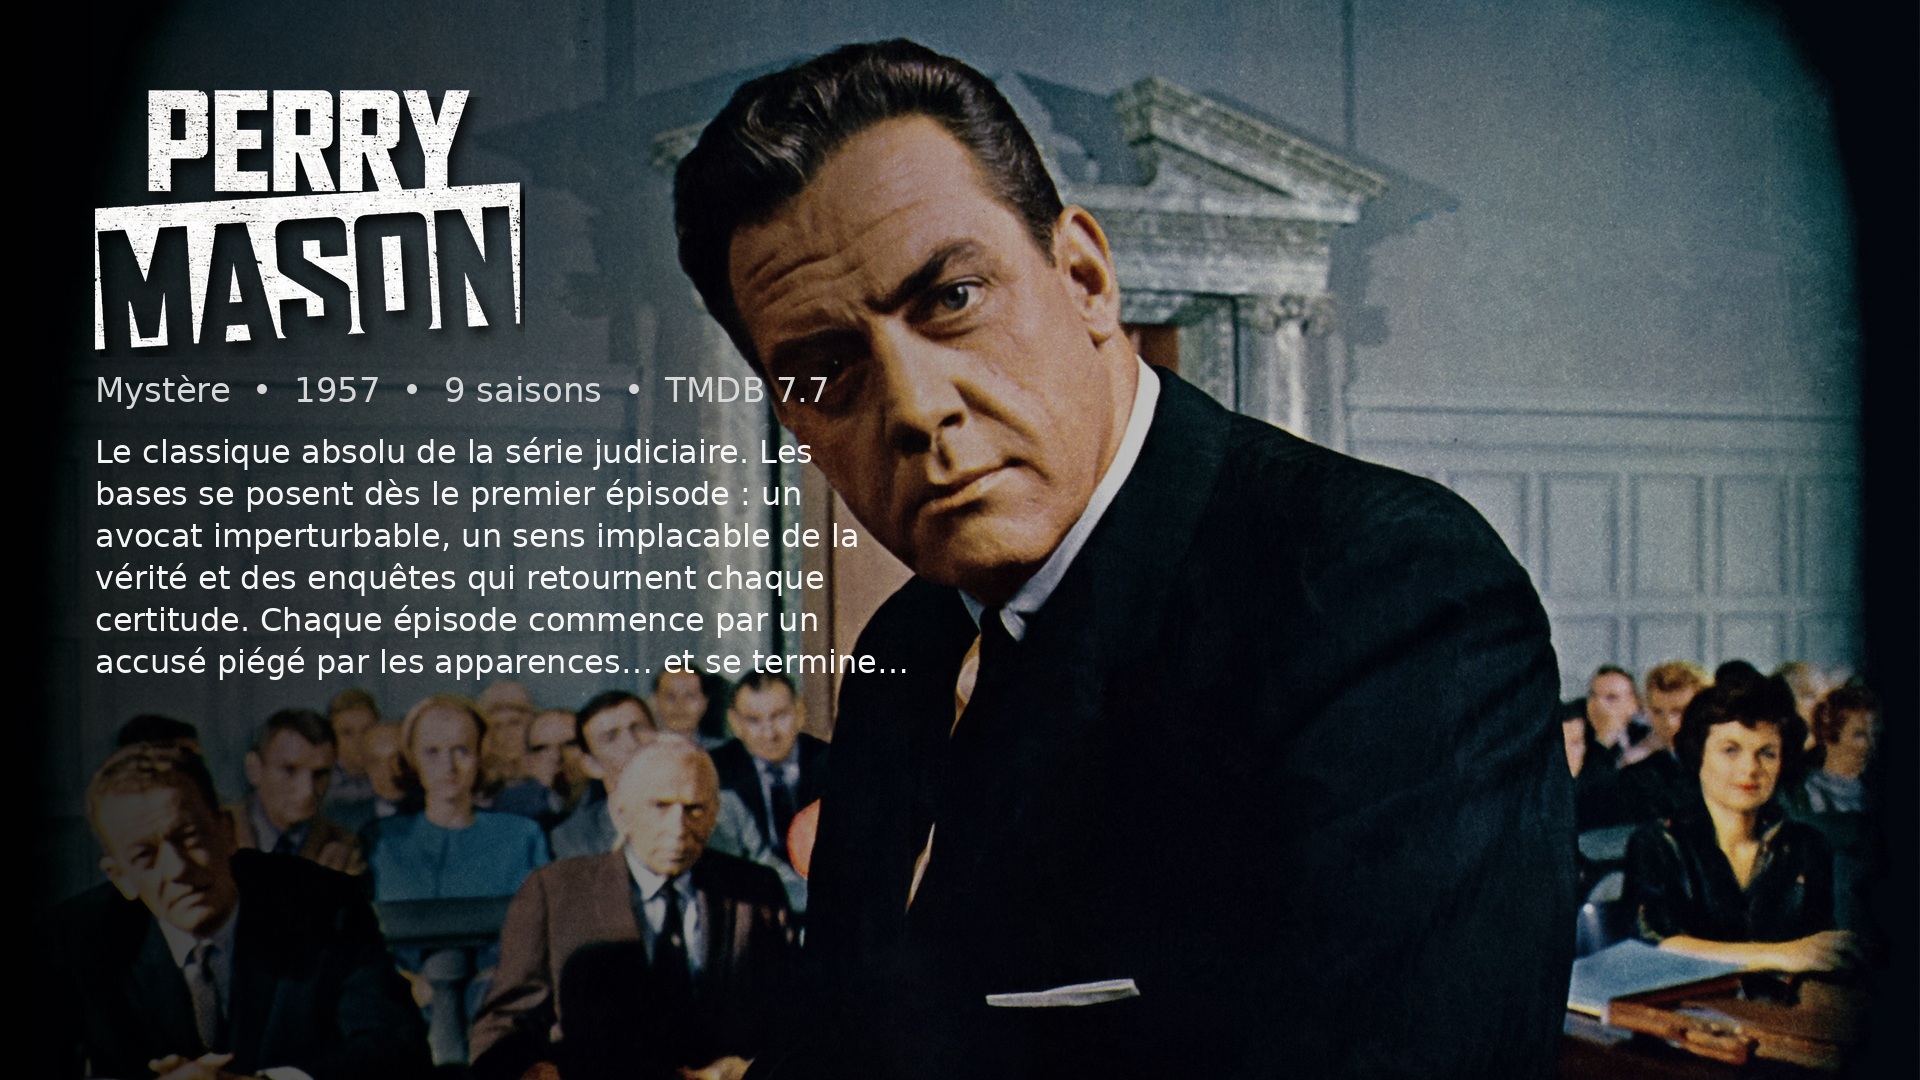 PERRY
MASON
Mystère • 1957 • 9 saisons • TMDB 7.7
Le classique absolu de la série judiciaire. Les
bases se posent dès le premier épisode : un
avocat imperturbable, un sens implacable de la
vérité et des enquêtes qui retournent chaque
certitude. Chaque épisode commence par un
accusé piégé par les apparences... et se termine...